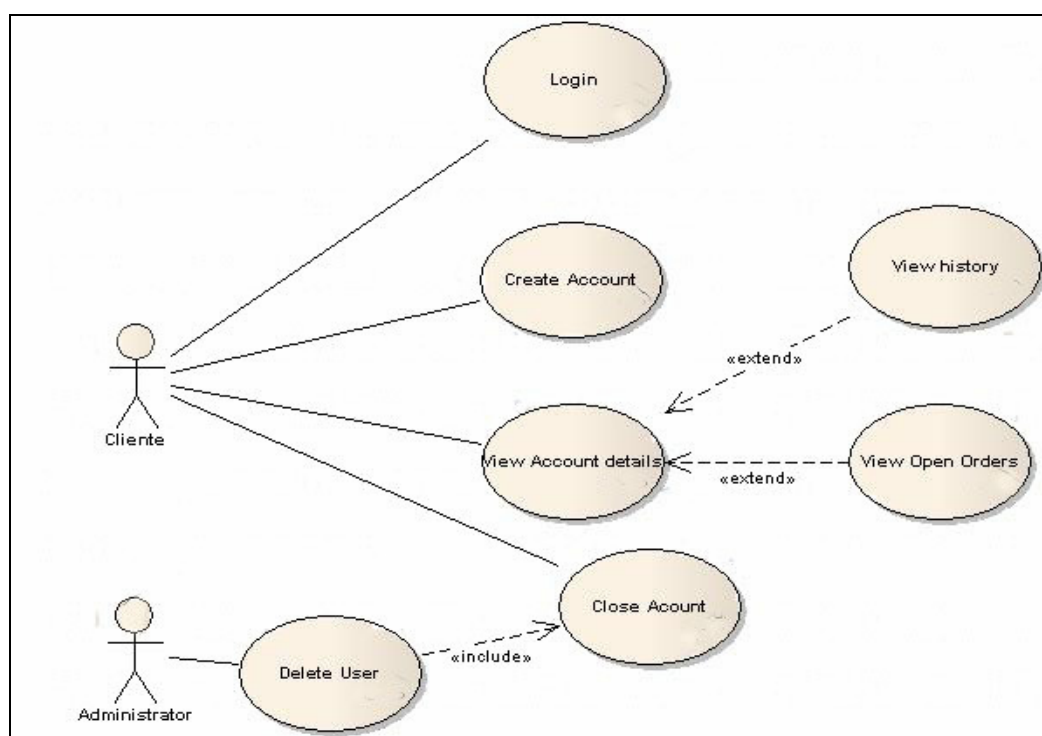 Login
Create Account
View history
«extend»
Cliente
View Account details
View Open Orders
«extend»
Close Acount
Delete User
«include»
Administrator